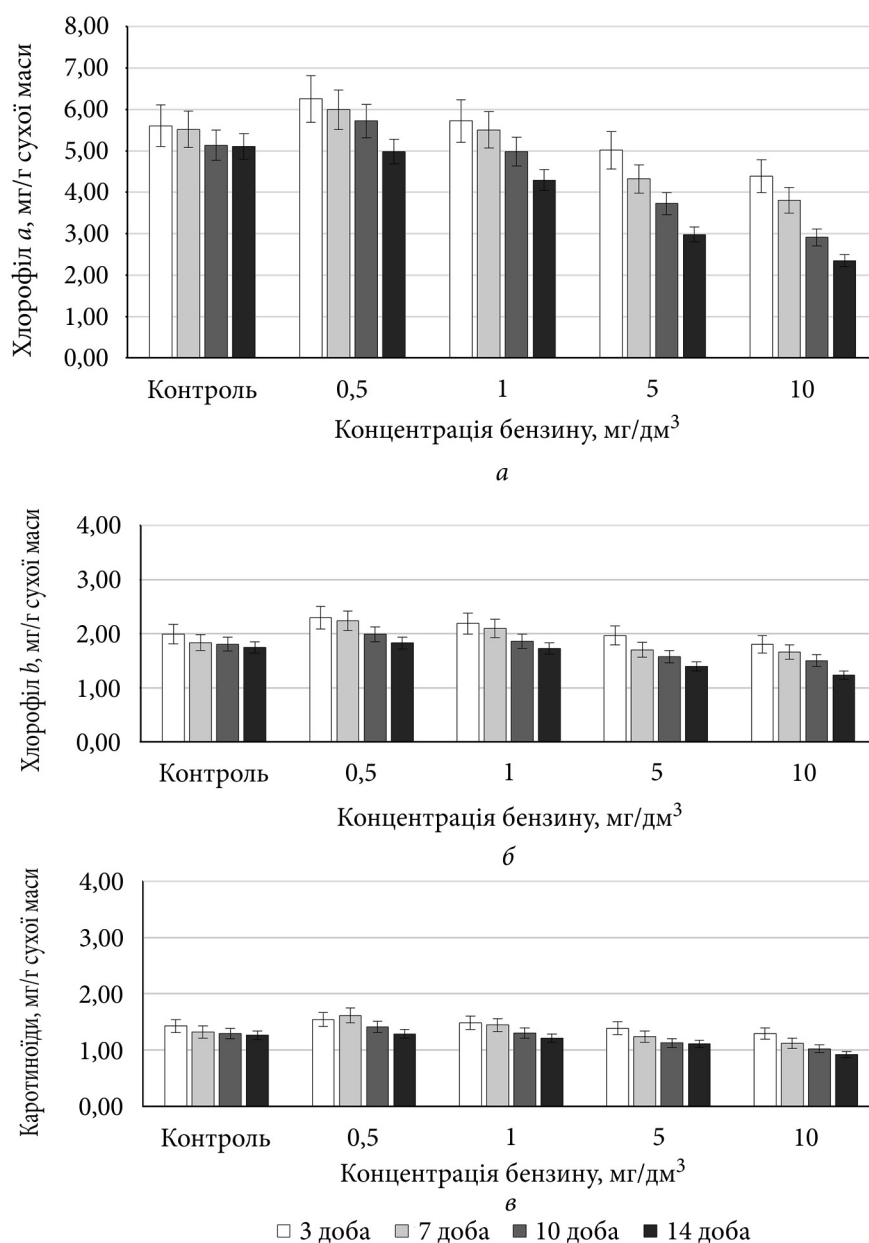 Хлорофіл a, мг/г сухої маси
8,00
7,00
6,00
5,00
4,00
3,00
2,00
1,00
0,00
Контроль 0,5 1 5 10
Концентрація бензину, мг/дм³
а
Хлорофіл b, мг/г сухої маси
4,00
3,00
2,00
1,00
0,00
Контроль 0,5 1 5 10
Концентрація бензину, мг/дм³
б
Каротиноїди, мг/г сухої маси
4,00
3,00
2,00
1,00
0,00
Контроль 0,5 1 5 10
Концентрація бензину, мг/дм³
в
3 доба 7 доба 10 доба 14 доба